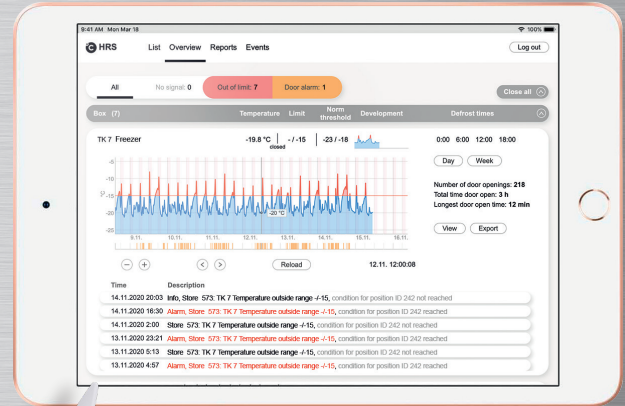 9:41 AM Mon Mar 18 100%
HRS List Overview Reports Events Log out
All No signal: 0 Out of limit: 7 Door alarm: 1 Close all
Box (7) Temperature Limit Norm threshold Development Defrost times
TK 7 Freezer -19.8 °C closed - / -15 -23 / -18 0:00 6:00 12:00 18:00
Day Week
-5
-10
°C -15
-20
-25
-20 °C
9.11. 10.11. 11.11. 12.11. 13.11. 14.11. 15.11. 16.11.
Number of door openings: 218
Total time door open: 3 h
Longest door open time: 12 min
View Export
Reload 12.11. 12:00:08
Time Description
14.11.2020 20:03 Info, Store 573: TK 7 Temperature outside range -/-15, condition for position ID 242 not reached
14.11.2020 16:30 Alarm, Store 573: TK 7 Temperature outside range -/-15, condition for position ID 242 not reached
14.11.2020 2:00 Store 573: TK 7 Temperature outside range -/-15, condition for position ID 242 not reached
13.11.2020 23:21 Alarm, Store 573: TK 7 Temperature outside range -/-15, condition for position ID 242 not reached
13.11.2020 5:13 Store 573: TK 7 Temperature outside range -/-15, condition for position ID 242 not reached
13.11.2020 4:57 Alarm, Store 573: TK 7 Temperature outside range -/-15, condition for position ID 242 not reached